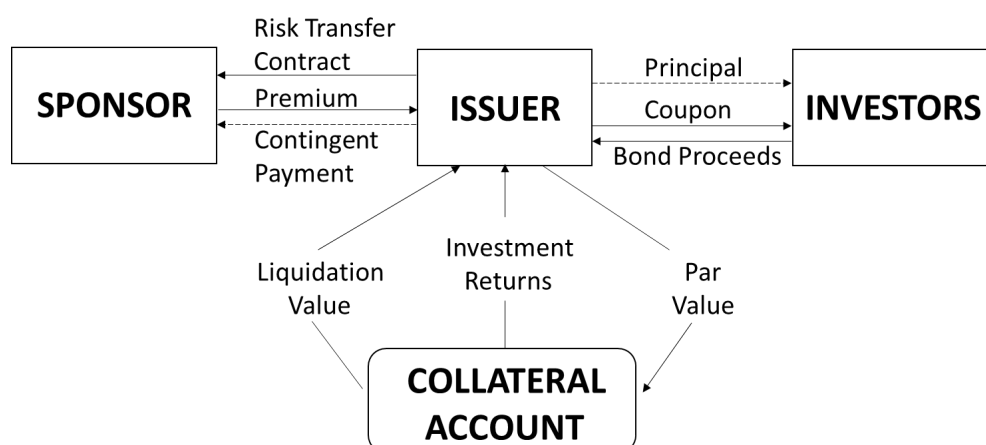 Risk Transfer
Contract
SPONSOR
Premium
Contingent
Payment
ISSUER
Principal
Coupon
Bond Proceeds
INVESTORS
Liquidation
Value
Investment
Returns
Par
Value
COLLATERAL
ACCOUNT